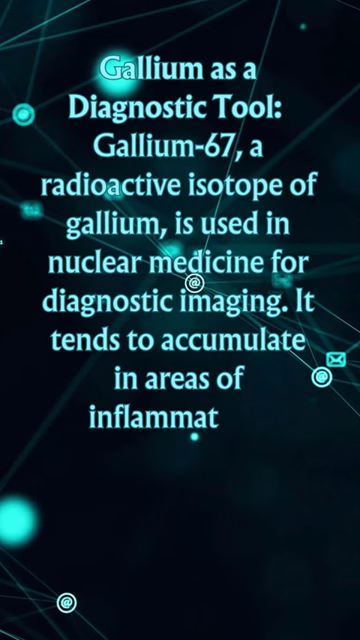 Gallium as a
Diagnostic Tool:
Gallium-67, a
radioactive isotope of
gallium, is used in
nuclear medicine for
diagnostic imaging. It
tends to accumulate
in areas of
inflammat